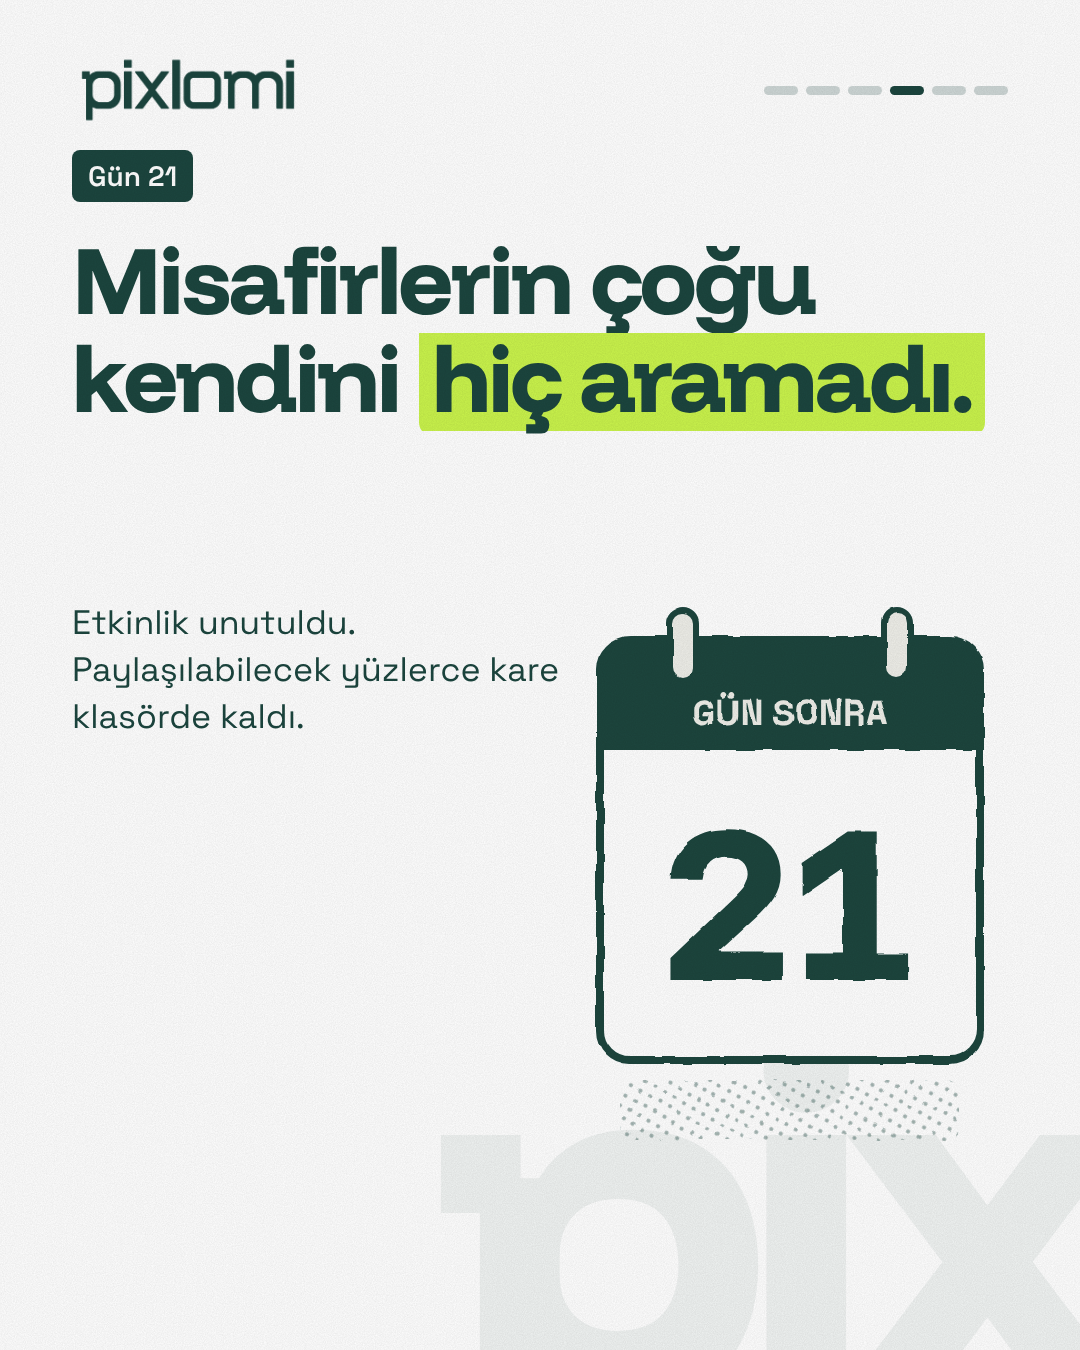 pixlomi
Gün 21
Misafirlerin çoğu
kendini hiç aramadı.
Etkinlik unutuldu.
Paylaşılabilecek yüzlerce kare
klasörde kaldı.
GÜN SONRA
21
pix